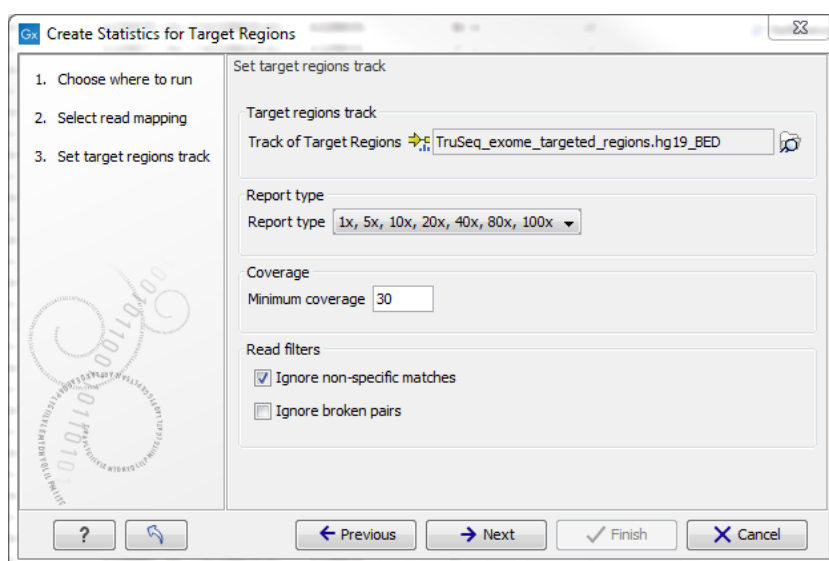 Gx Create Statistics for Target Regions
1. Choose where to run
2. Select read mapping
3. Set target regions track
Set target regions track
Target regions track
Track of Target Regions TruSeq_exome_targeted_regions.hg19_BED
Report type
Report type 1x, 5x, 10x, 20x, 40x, 80x, 100x
Coverage
Minimum coverage 30
Read filters
Ignore non-specific matches
Ignore broken pairs
? Previous Next Finish Cancel